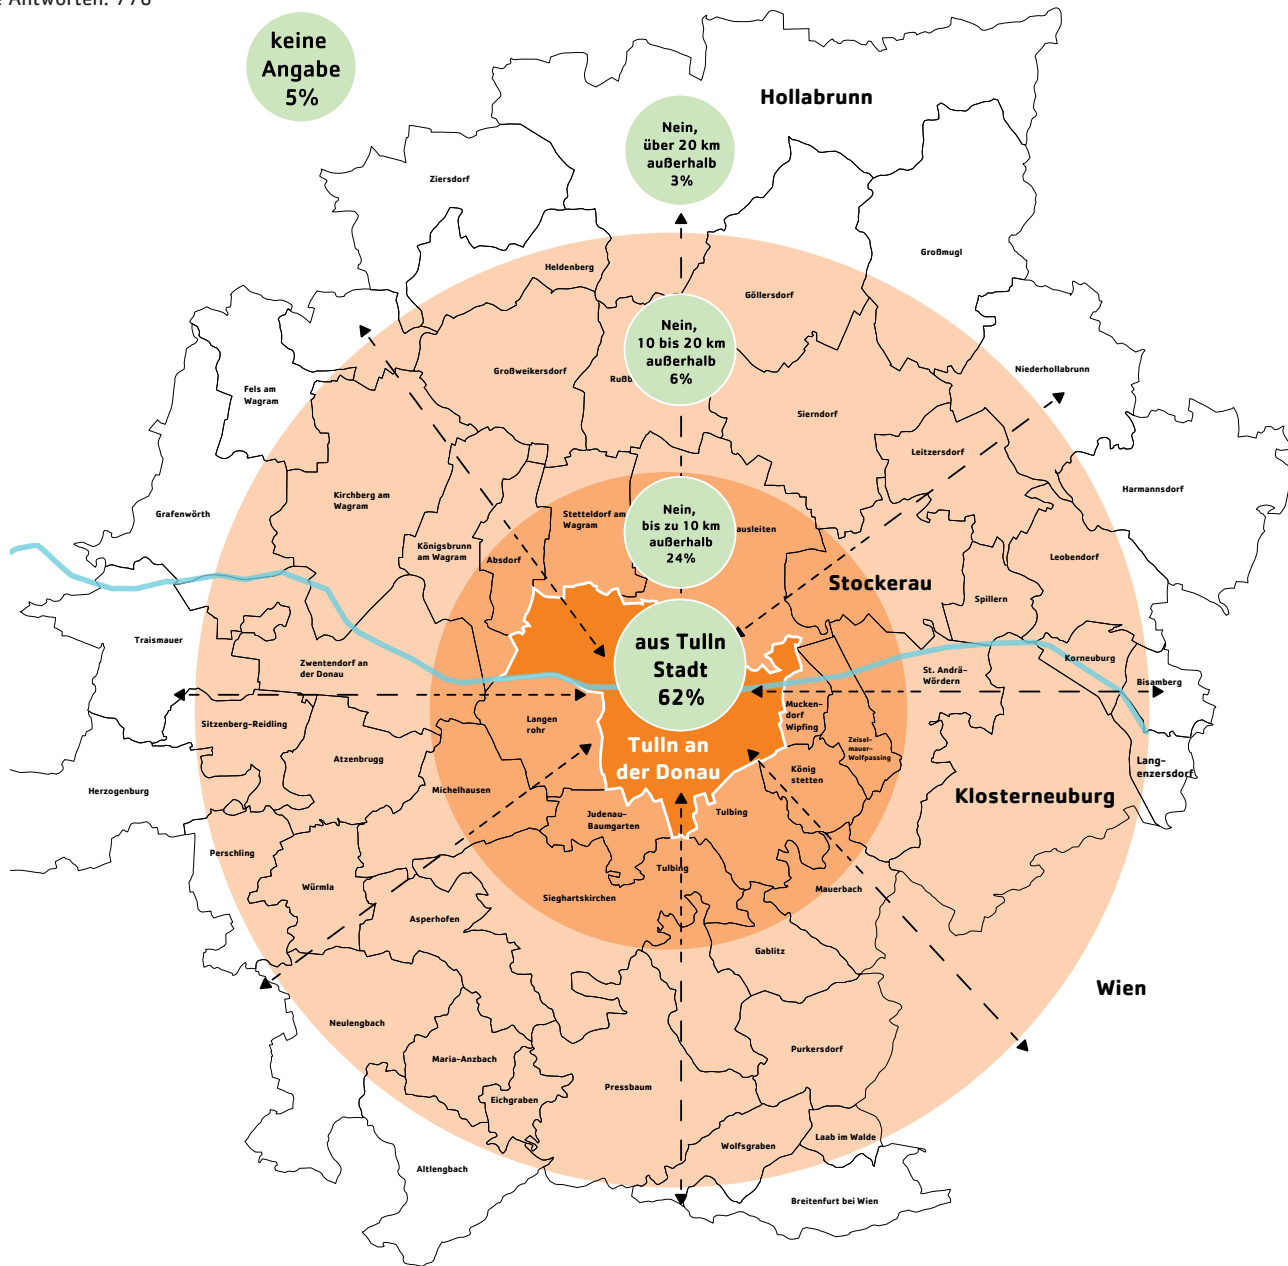 Antworten: 778
keine
Angabe
5%
Hollabrunn
Nein,
über 20 km
außerhalb
3%
Ziersdorf
Großmugl
Heldenberg
Göllersdorf
Nein,
10 bis 20 km
außerhalb
6%
Großweikersdorf
Niederhollabrunn
Fels am
Wagram
Sierndorf
Leitzersdorf
Harmannsdorf
Kirchberg am
Wagram
Grafenwörth
Stetteldorf am
Wagram
Nein,
bis zu 10 km
außerhalb
24%
ausleiten
Königsbrunn
am Wagram
Absdorf
Leobendorf
Stockerau
Spillern
Traismauer
aus Tulln
Stadt
62%
Zwentendorf an
der Donau
St. Andrä-
Wördern
Korneuburg
Bisamberg
Sitzenberg-Reidling
Langen
rohr
Mucken-
dorf
Wipfing
Zeisel-
mauer-
Wolfpassing
Tulln an
der Donau
Atzenbrugg
König
stetten
Lang-
enzersdorf
Herzogenburg
Michelhausen
Klosterneuburg
Judenau-
Baumgarten
Tulbing
Perschling
Tulbing
Würmla
Mauerbach
Sieghartskirchen
Asperhofen
Gablitz
Wien
Neulengbach
Purkersdorf
Maria-Anzbach
Pressbaum
Eichgraben
Wolfsgraben
Laab im Walde
Altlengbach
Breitenfurt bei Wien